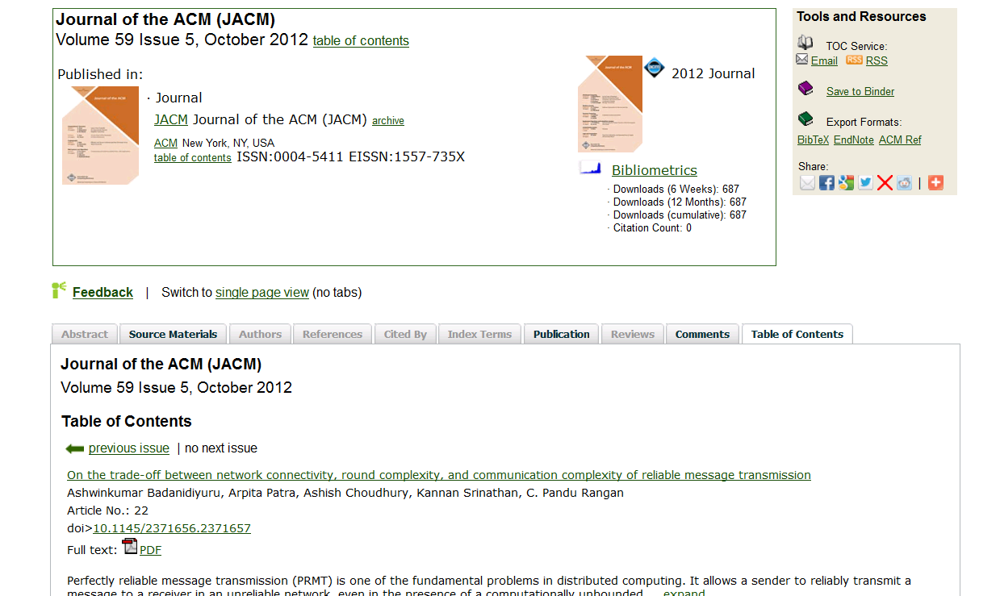 Journal of the ACM (JACM)
Volume 59 Issue 5, October 2012 table of contents
Published in:
Journal of the ACM
· Journal
JACM Journal of the ACM (JACM) archive
ACM New York, NY, USA
table of contents ISSN:0004-5411 EISSN:1557-735X
Journal of the ACM
2012 Journal
Bibliometrics
· Downloads (6 Weeks): 687
· Downloads (12 Months): 687
· Downloads (cumulative): 687
· Citation Count: 0
Tools and Resources
TOC Service:
Email RSS RSS
Save to Binder
Export Formats:
BibTeX EndNote ACM Ref
Share:
|
Feedback | Switch to single page view (no tabs)
Abstract Source Materials Authors References Cited By Index Terms Publication Reviews Comments Table of Contents
Journal of the ACM (JACM)
Volume 59 Issue 5, October 2012
Table of Contents
previous issue | no next issue
On the trade-off between network connectivity, round complexity, and communication complexity of reliable message transmission
Ashwinkumar Badanidiyuru, Arpita Patra, Ashish Choudhury, Kannan Srinathan, C. Pandu Rangan
Article No.: 22
doi>10.1145/2371656.2371657
Full text: PDF
Perfectly reliable message transmission (PRMT) is one of the fundamental problems in distributed computing. It allows a sender to reliably transmit a
message to a receiver in an unreliable network, even in the presence of a computationally unbounded ... expand